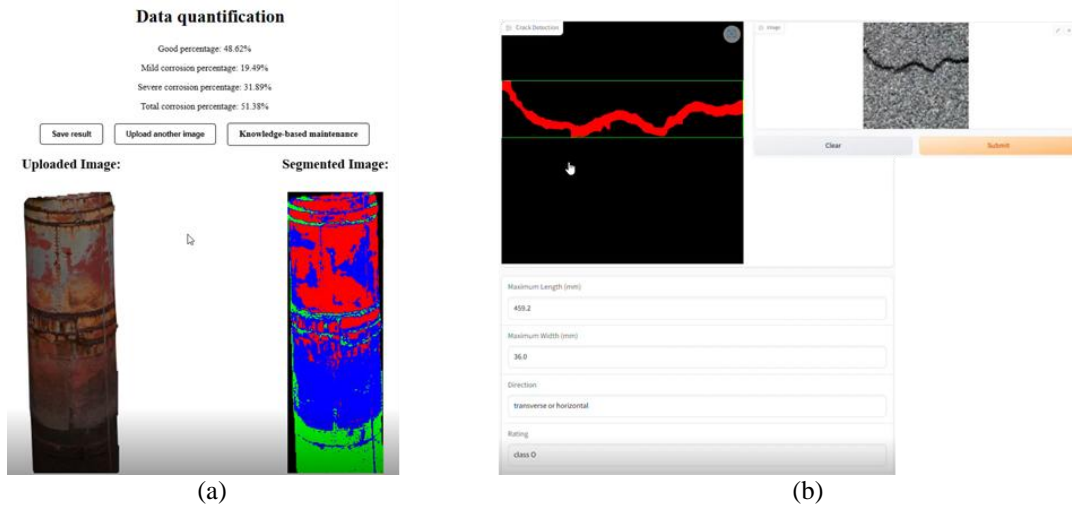 Data quantification
Good percentage: 48.62%
Mild corrosion percentage: 19.49%
Severe corrosion percentage: 31.89%
Total corrosion percentage: 51.38%
Save result Upload another image Knowledge-based maintenance
Uploaded Image: Segmented Image:
(a)
Crack Detection
Image
Clear Submit
Maximum Length (mm)
459.2
Maximum Width (mm)
36.0
Direction
transverse or horizontal
Rating
class O
(b)